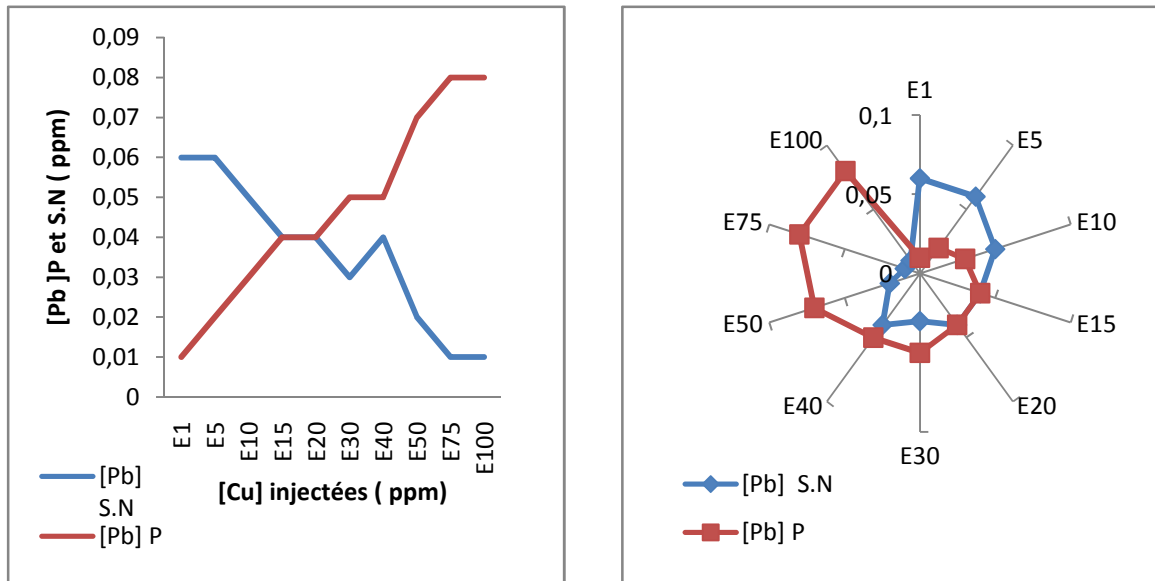 0,09
0,08
0,07
0,06
0,05
0,04
0,03
0,02
0,01
0
[Pb ]P et S.N ( ppm)
E1
E5
E10
E15
E20
E30
E40
E50
E75
E100
[Cu] injectées ( ppm)
[Pb]
S.N
[Pb] P
E1
E5
E10
E15
E20
E30
E40
E50
E75
E100
0,1
0,05
0
[Pb]  S.N
[Pb] P